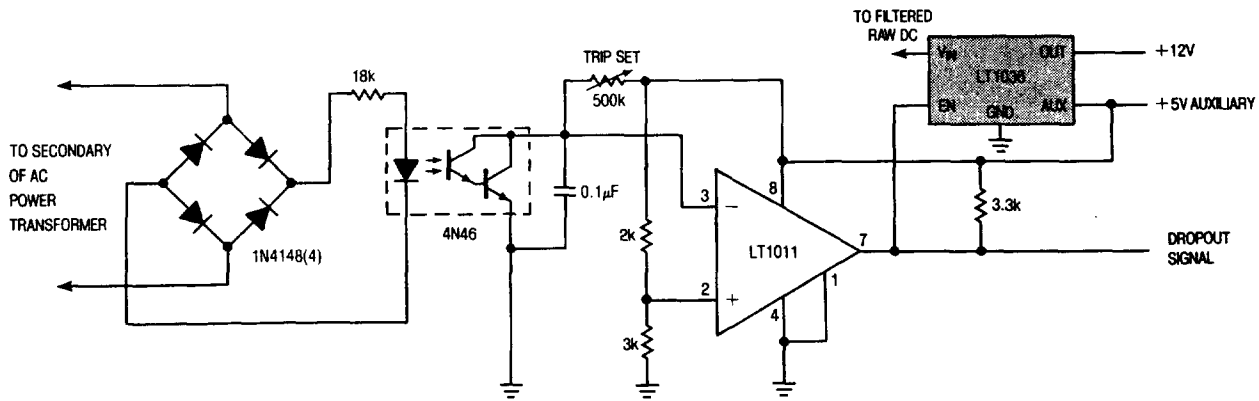 TO SECONDARY
OF AC
POWER
TRANSFORMER
1N4148(4)
18k
4N46
TRIP SET
500k
0.1µF
2k
3k
3
−
2
+
8
LT1011
7
4
1
TO FILTERED
RAW DC
VIN
OUT
LT1036
EN
GND
AUX
+12V
+5V AUXILIARY
3.3k
DROPOUT
SIGNAL